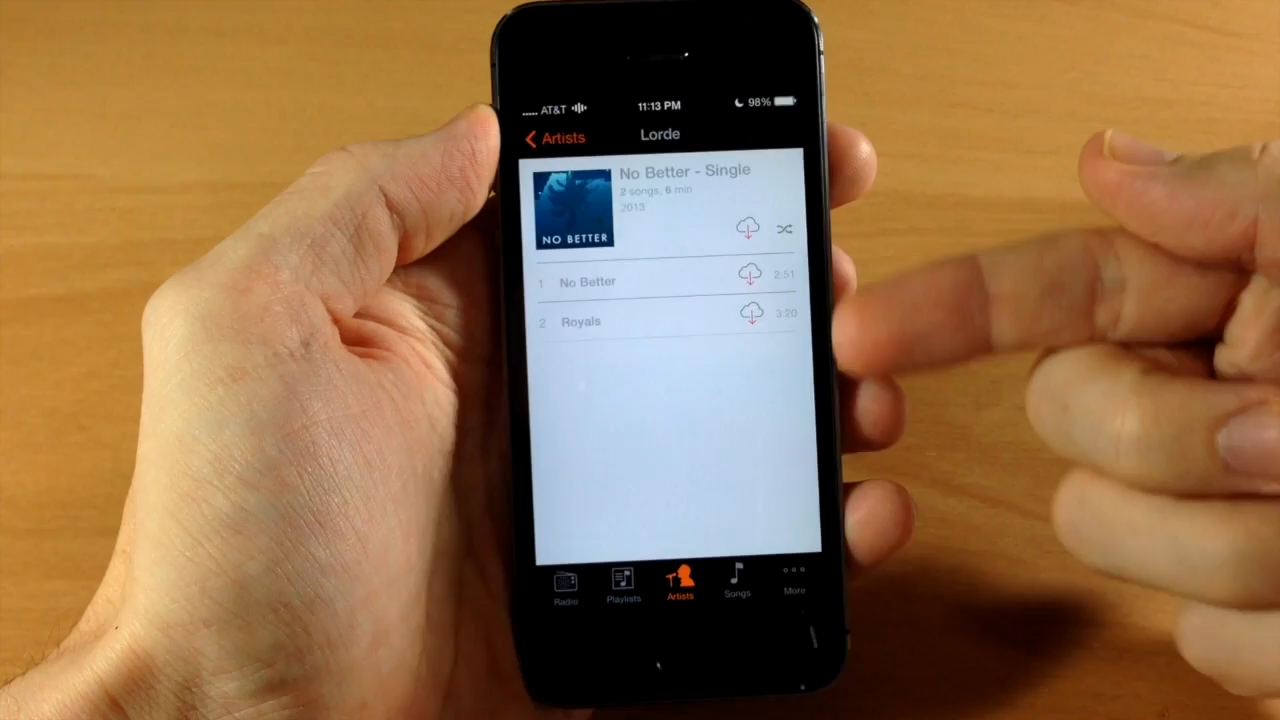 AT&T 11:13 PM 98%
Artists Lorde
No Better - Single
2 songs, 6 min
2013
NO BETTER
1 No Better 2:51
2 Royals 3:20
Radio Playlists Artists Songs More